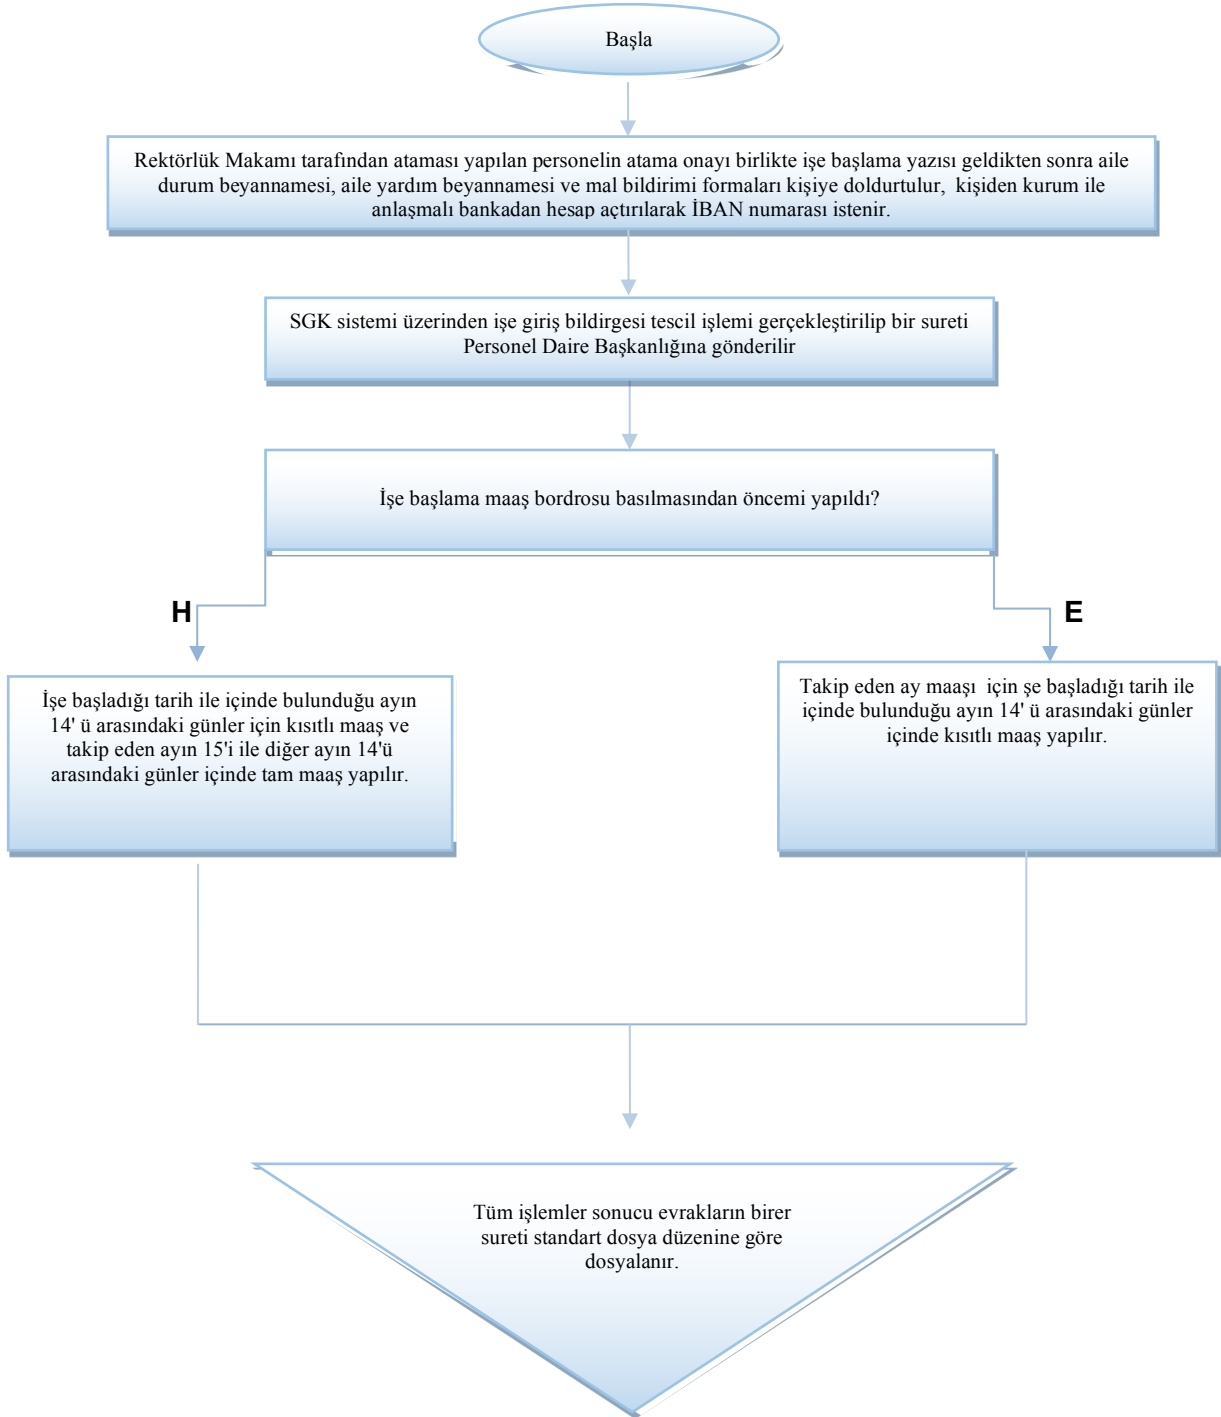 Başla
Rektörlük Makamı tarafından ataması yapılan personelin atama onayı birlikte işe başlama yazısı geldikten sonra aile
durum beyannamesi, aile yardım beyannamesi ve mal bildirimi formaları kişiye doldurtulur, kişiden kurum ile
anlaşmalı bankadan hesap açtırılarak İBAN numarası istenir.
SGK sistemi üzerinden işe giriş bildirgesi tescil işlemi gerçekleştirilip bir sureti
Personel Daire Başkanlığına gönderilir
İşe başlama maaş bordrosu basılmasından öncemi yapıldı?
H
E
İşe başladığı tarih ile içinde bulunduğu ayın
14' ü arasındaki günler için kısıtlı maaş ve
takip eden ayın 15'i ile diğer ayın 14'ü
arasındaki günler içinde tam maaş yapılır.
Takip eden ay maaşı için şe başladığı tarih ile
içinde bulunduğu ayın 14' ü arasındaki günler
içinde kısıtlı maaş yapılır.
Tüm işlemler sonucu evrakların birer
sureti standart dosya düzenine göre
dosyalanır.